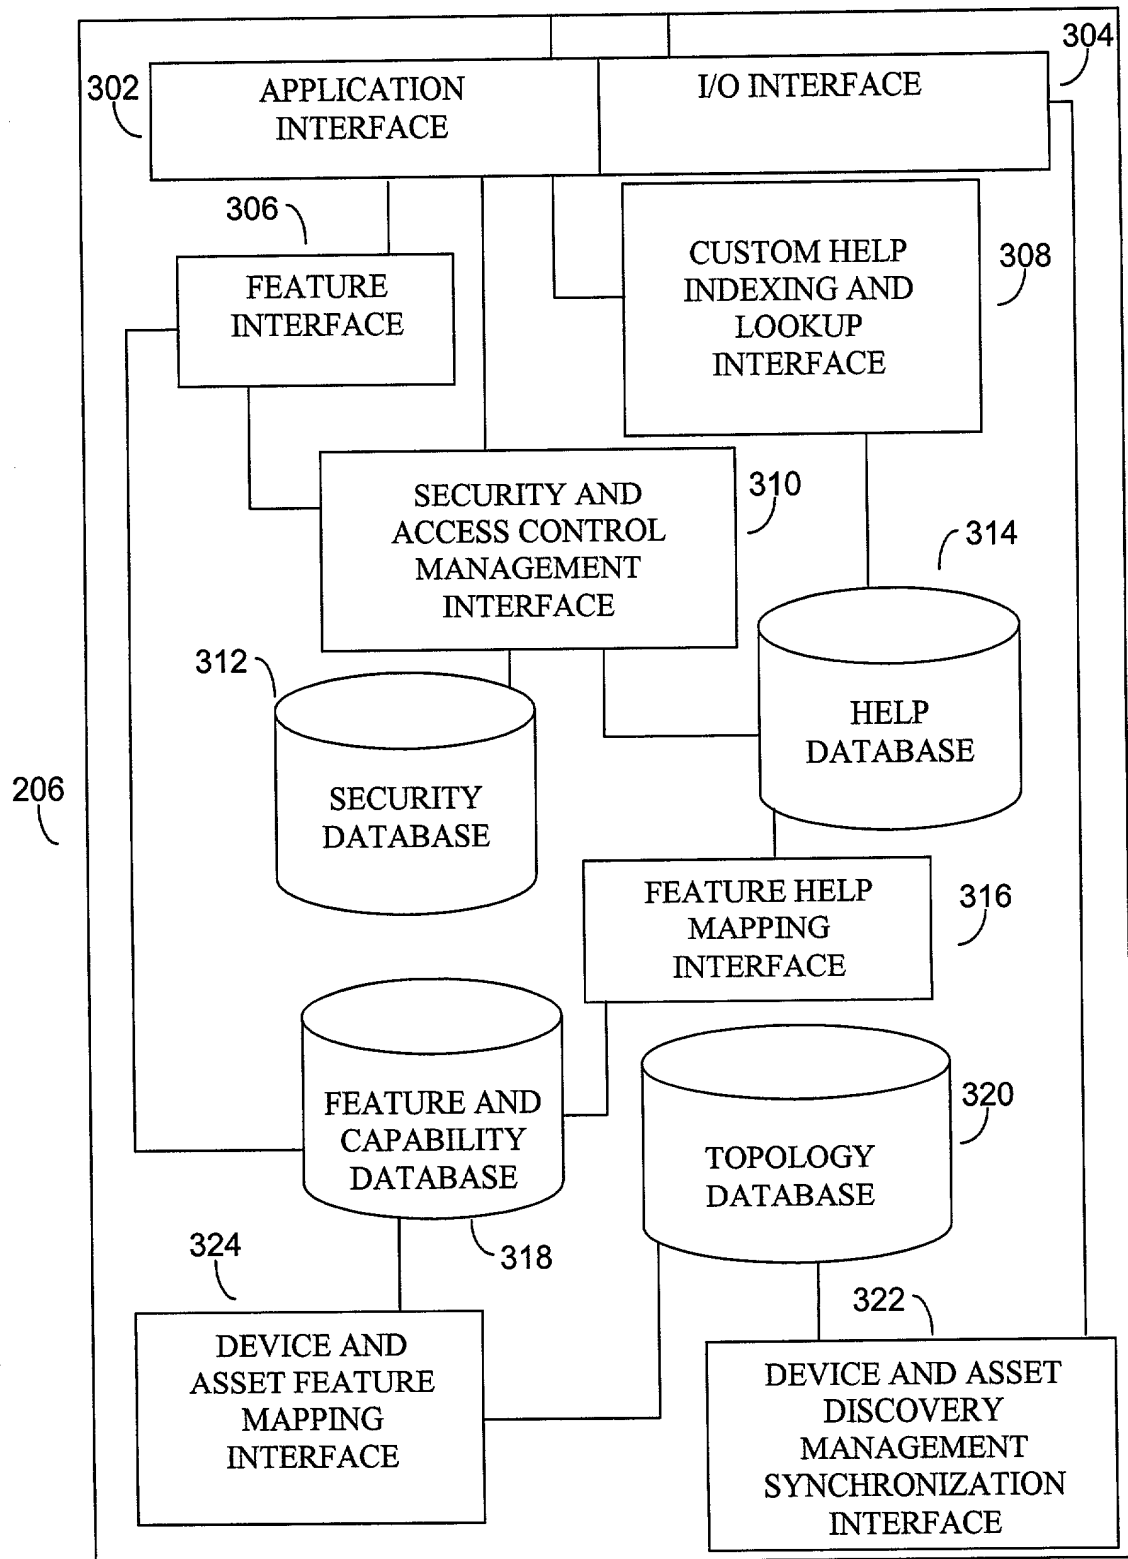 304
302
APPLICATION
INTERFACE
I/O INTERFACE
306
FEATURE
INTERFACE
CUSTOM HELP
INDEXING AND
LOOKUP
INTERFACE
308
SECURITY AND
ACCESS CONTROL
MANAGEMENT
INTERFACE
310
314
312
HELP
DATABASE
SECURITY
DATABASE
206
FEATURE HELP
MAPPING
INTERFACE
316
FEATURE AND
CAPABILITY
DATABASE
320
TOPOLOGY
DATABASE
318
324
322
DEVICE AND
ASSET FEATURE
MAPPING
INTERFACE
DEVICE AND ASSET
DISCOVERY
MANAGEMENT
SYNCHRONIZATION
INTERFACE